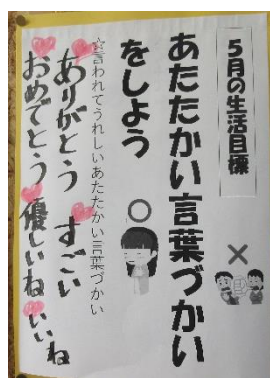 5月の生活目標
あたたかい言葉づかい
をしよう
☆言われてうれしいあたたかい言葉づかい
ありがとう すごい
おめでとう 優しいね いいね